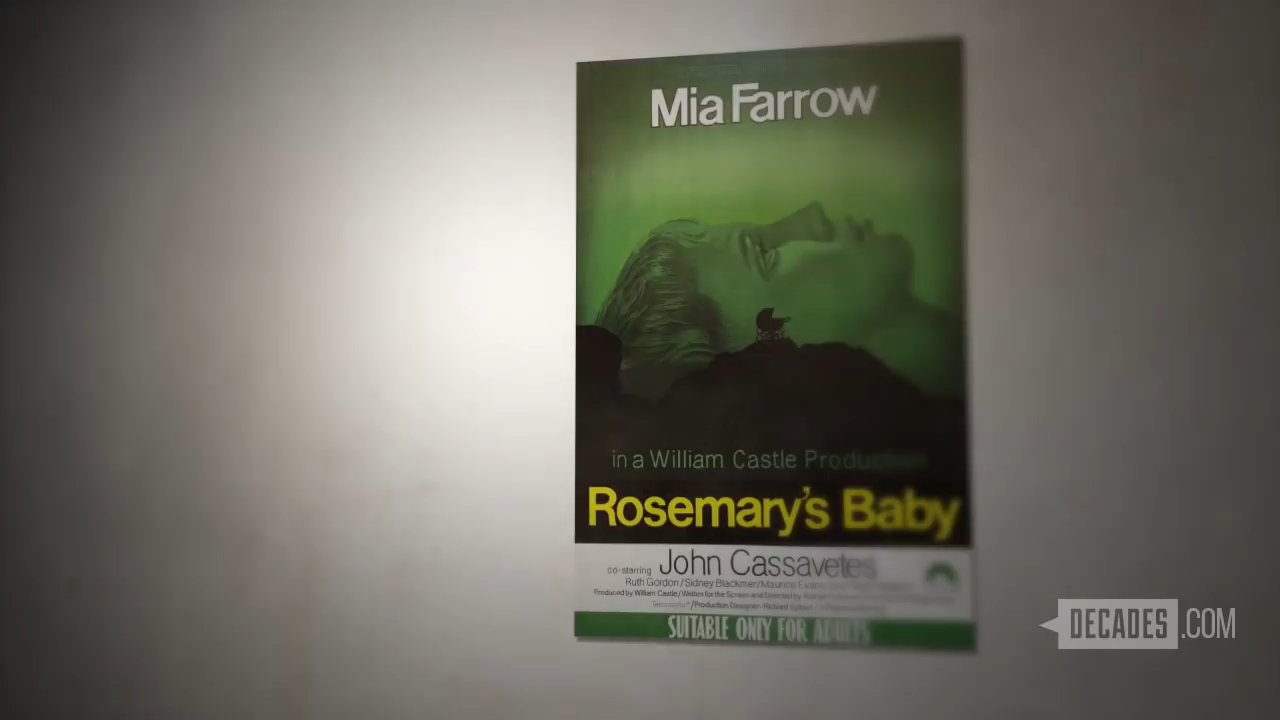 Mia Farrow
in a William Castle Production
Rosemary's Baby
co-starring John Cassavetes
Ruth Gordon/Sidney Blackmer/Maurice Evans
Produced by William Castle/Written for the Screen and Directed by Roman
/Production Designer-Richard Sylbert
SUITABLE ONLY FOR ADULTS
DECADES.COM